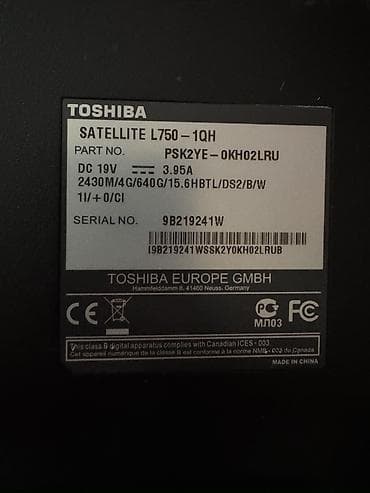 TOSHIBA
SATELLITE L750-1QH
PART NO. PSK2YE-0KH02LRU
DC 19V 3.95A
2430M/4G/640G/15.6HBTL/DS2/B/W
1I/+0/CI
SERIAL NO. 9B219241W
I9B219241WSSK2Y0KH02LRUB
TOSHIBA EUROPE GMBH
Hammfelddamm 8, 41460 Neuss, Germany
CE PC FC
МЛ03
This class B digital apparatus complies with Canadian ICES - 003
Cet appareil numérique de la classe B est conforme à la norme NMB - 003 du Canada
MADE IN CHINA